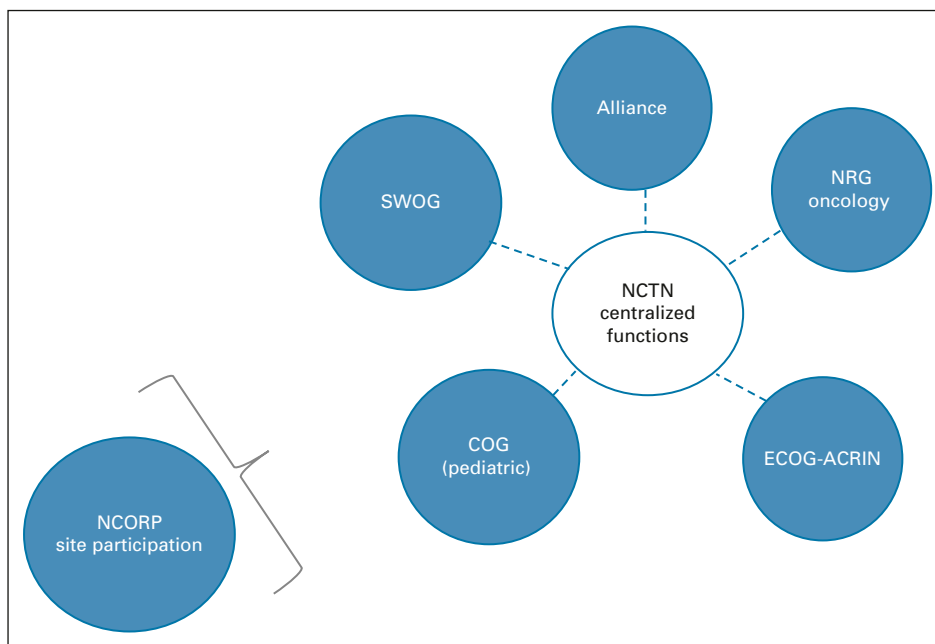 Alliance
NRG
oncology
SWOG
NCTN
centralized
functions
COG
(pediatric)
ECOG-ACRIN
NCORP
site participation